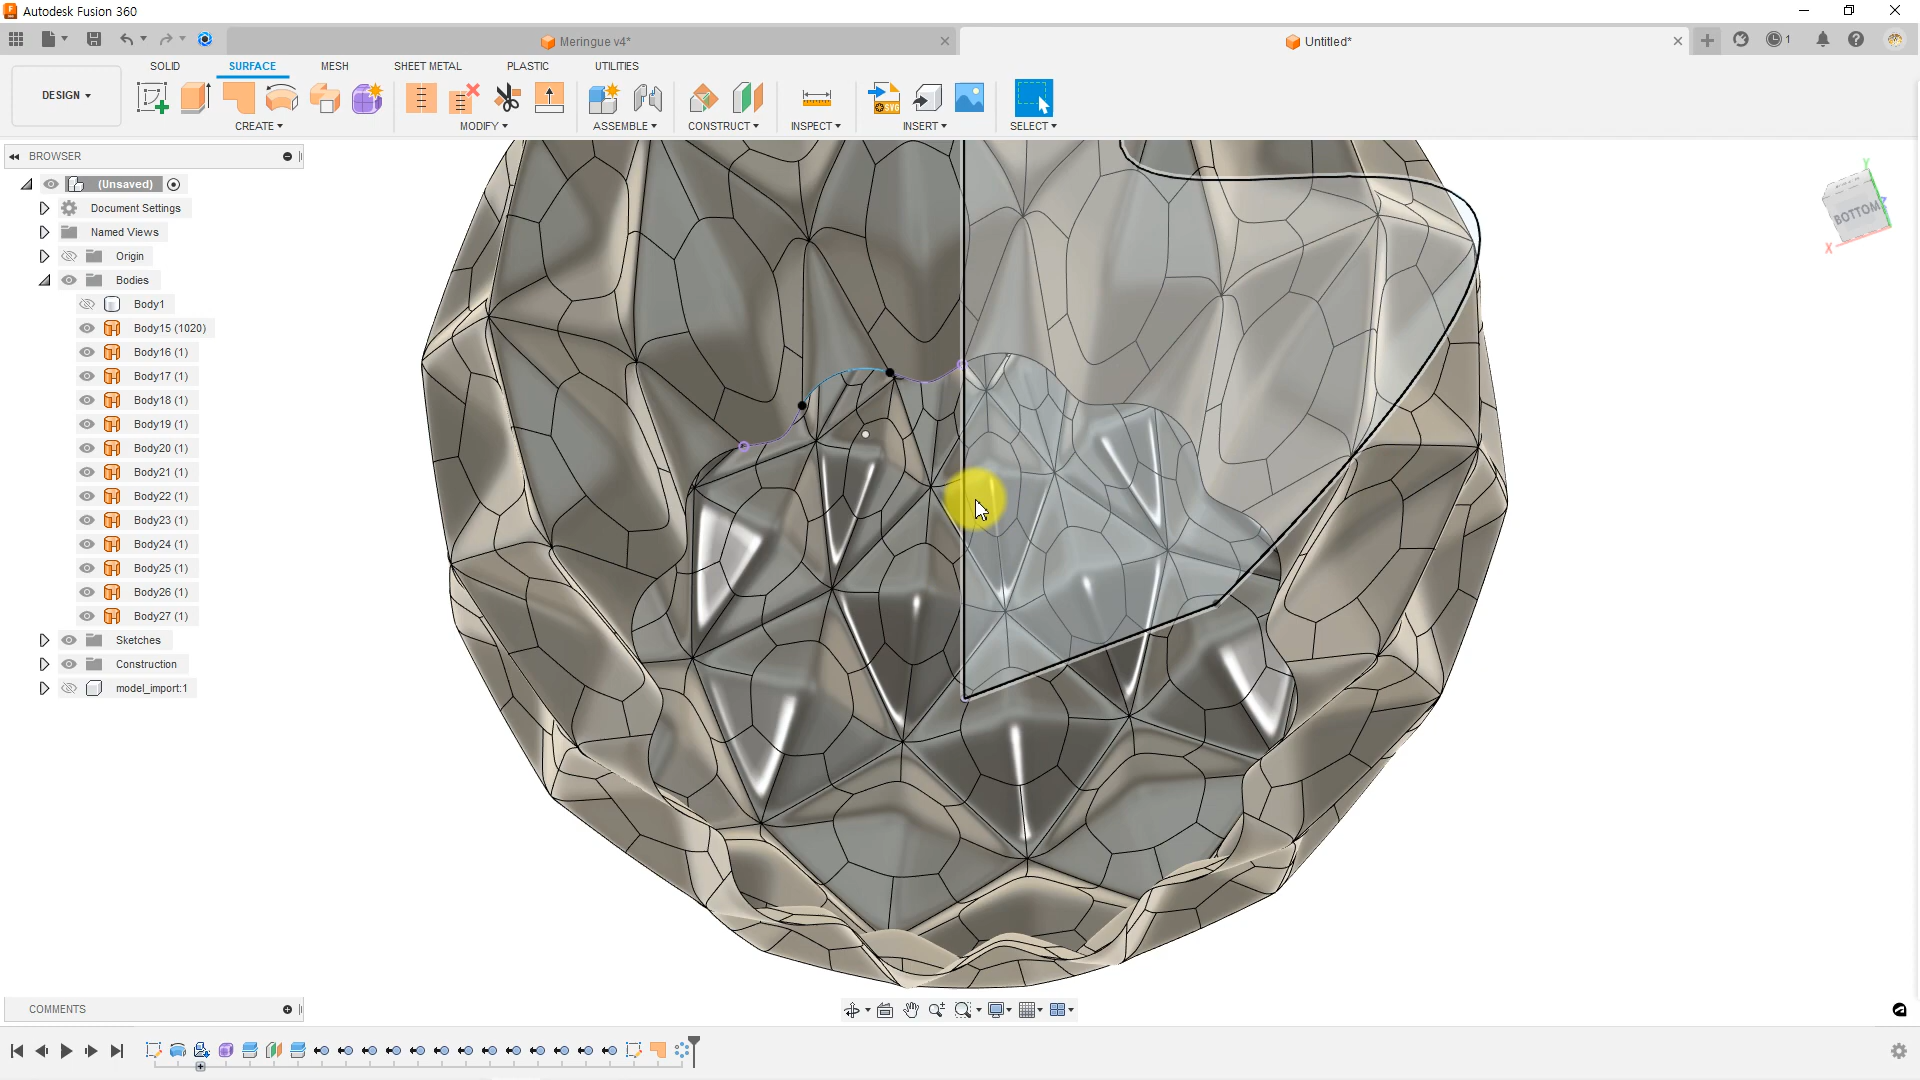 Autodesk Fusion 360
Meringue v4*
Untitled*
1
DESIGN
SOLID
SURFACE
MESH
SHEET METAL
PLASTIC
UTILITIES
CREATE
MODIFY
ASSEMBLE
CONSTRUCT
INSPECT
SVG
INSERT
SELECT
BROWSER
(Unsaved)
Document Settings
Named Views
Origin
Bodies
Body1
Body15 (1020)
Body16 (1)
Body17 (1)
Body18 (1)
Body19 (1)
Body20 (1)
Body21 (1)
Body22 (1)
Body23 (1)
Body24 (1)
Body25 (1)
Body26 (1)
Body27 (1)
Sketches
Construction
model_import:1
Y
BOTTOM
Z
X
COMMENTS